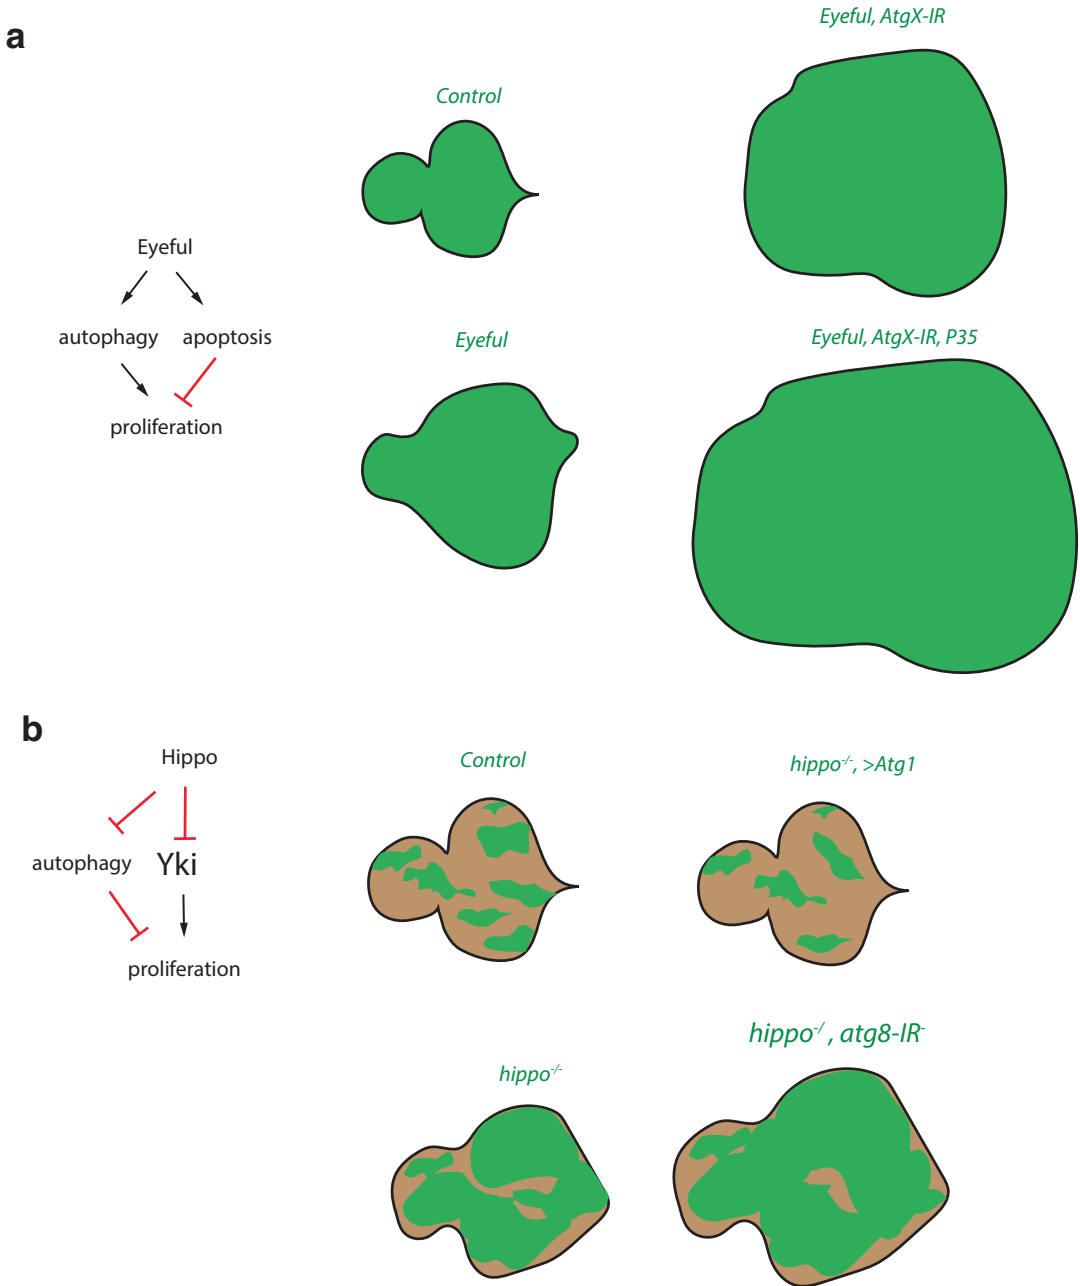 a
Eyeful
autophagy apoptosis
proliferation
Control
Eyeful, AtgX-IR
Eyeful
Eyeful, AtgX-IR, P35
b
Hippo
autophagy Yki
proliferation
Control
hippo-/-, >Atg1
hippo-/-
hippo-/ , atg8-IR-